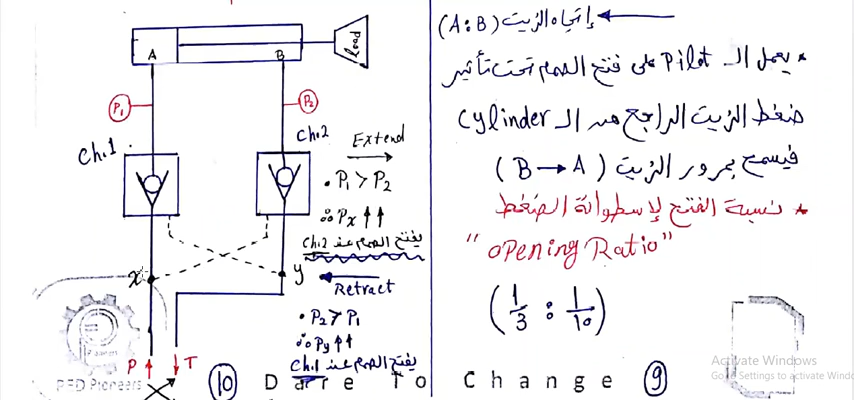 A
B
load
P₁
P₂
ch.1
ch.2
Extend
• P₁ > P₂
∴ Px ↑↑
يفتح الصمام عند ch.2
x
y
Retract
• P₂ > P₁
∴ Py ↑↑
يفتح الصمام عند ch.1
P ↑ ↓ T
PED Pioneers
10 Dare To Change 9
إتجاه الزيت (A:B)
* يعمل الـ Pilot على فتح الصمام تحت تأثير
ضغط الزيت الراجع من الـ cylinder
فيسمح بمرور الزيت (B → A)
* نسبة الفتح لإسطوانة الضغط
"opening Ratio"
(1/3 : 1/10)
Activate Windows
Go to Settings to activate Windo